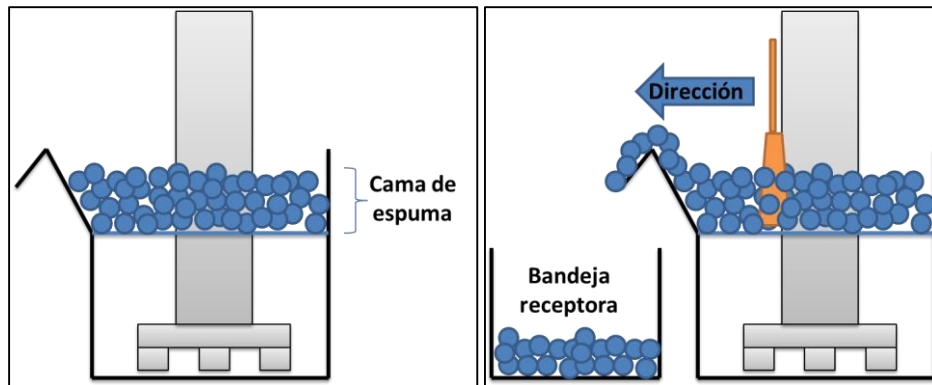 Cama de
espuma
Dirección
Bandeja
receptora